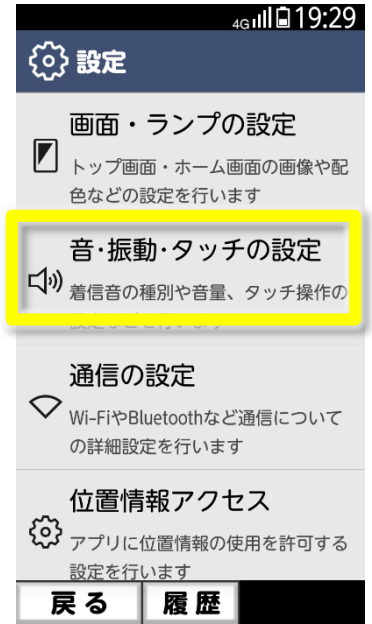 4G 19:29
設定
画面・ランプの設定
トップ画面・ホーム画面の画像や配
色などの設定を行います
音・振動・タッチの設定
着信音の種別や音量、タッチ操作の
通信の設定
Wi-FiやBluetoothなど通信について
の詳細設定を行います
位置情報アクセス
アプリに位置情報の使用を許可する
設定を行います
戻る 履歴